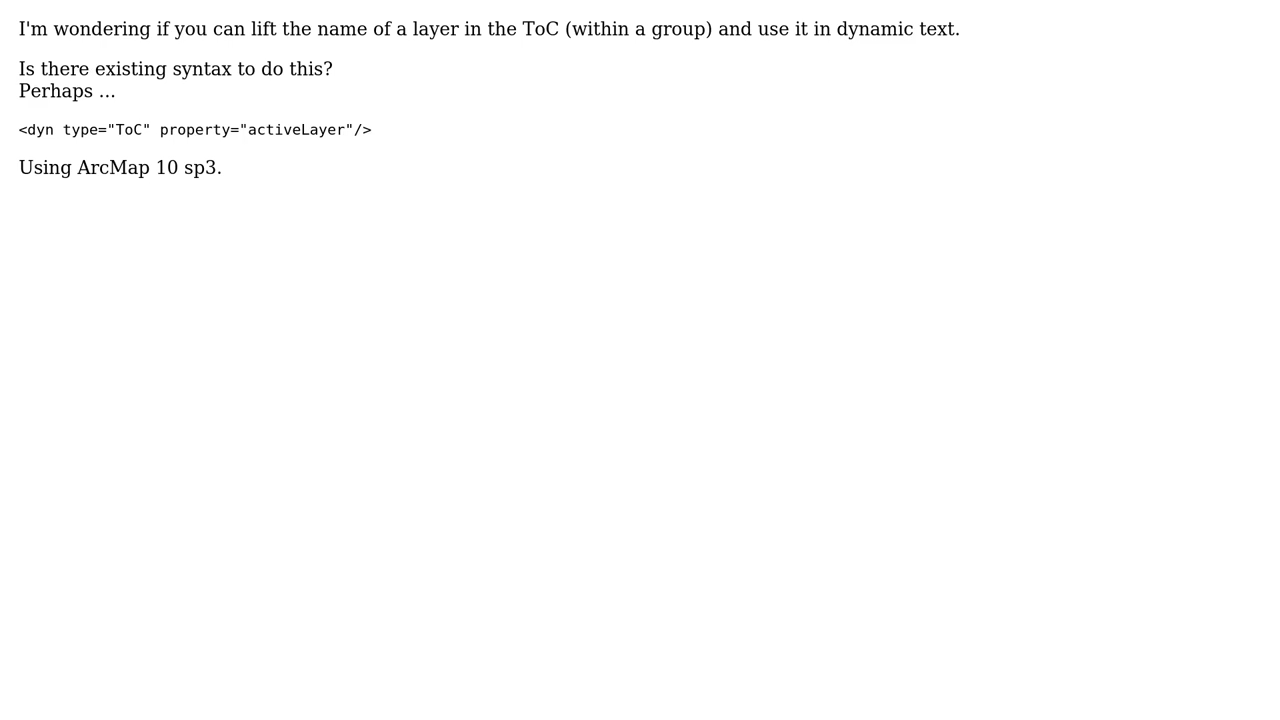 I'm wondering if you can lift the name of a layer in the ToC (within a group) and use it in dynamic text.
Is there existing syntax to do this?
Perhaps ...
<dyn type="ToC" property="activeLayer"/>
Using ArcMap 10 sp3.